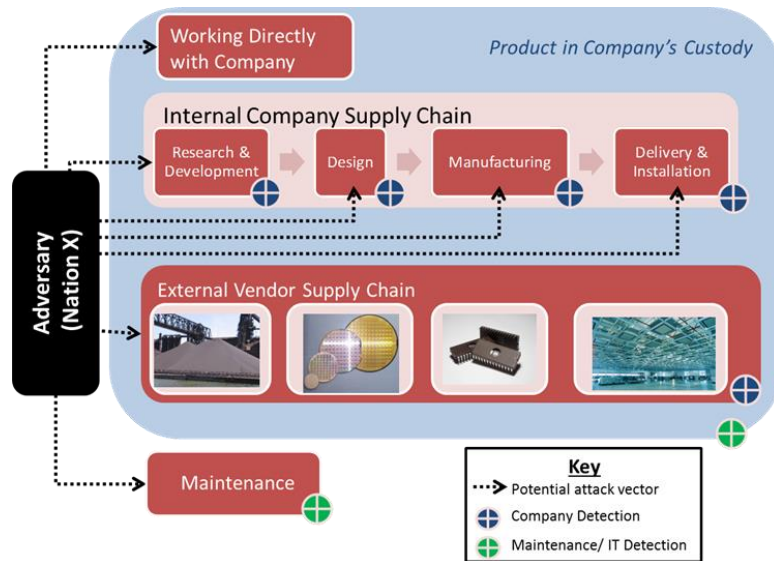 Working Directly
with Company
Product in Company's Custody
Internal Company Supply Chain
Research &
Development
Design
Manufacturing
Delivery &
Installation
Adversary
(Nation X)
External Vendor Supply Chain
Maintenance
Key
Potential attack vector
Company Detection
Maintenance/ IT Detection